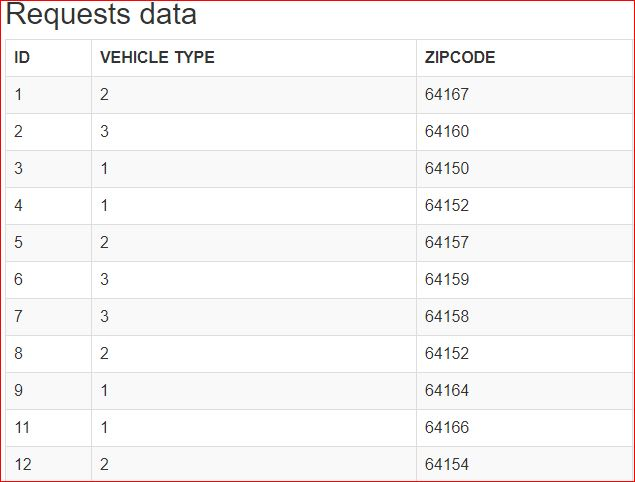 Requests data
ID VEHICLE TYPE ZIPCODE
1 2 64167
2 3 64160
3 1 64150
4 1 64152
5 2 64157
6 3 64159
7 3 64158
8 2 64152
9 1 64164
11 1 64166
12 2 64154